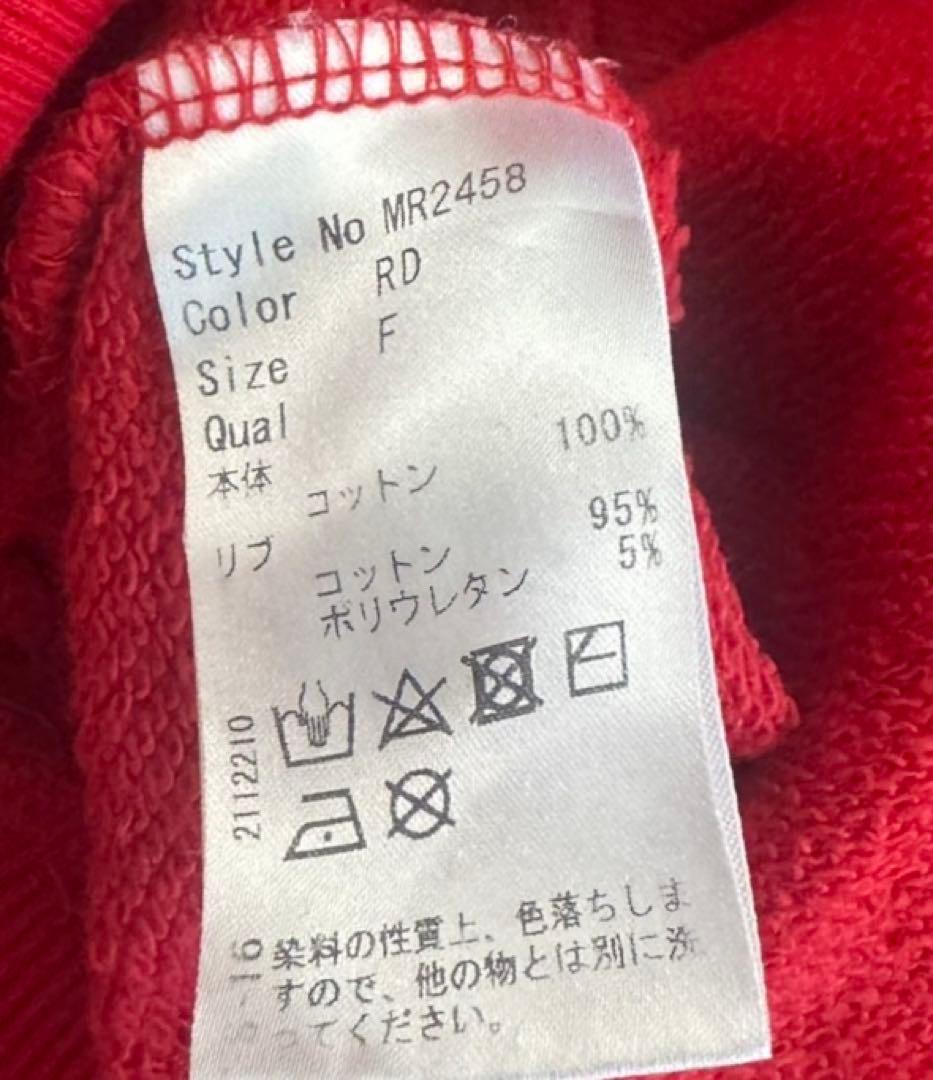 Style No MR2458
Color RD
Size F
Qual
本体 コットン 100%
リブ コットン 95%
ポリウレタン 5%
2112210
16
染料の性質上、色落ちしま
すので、他の物とは別に洗
ってください。